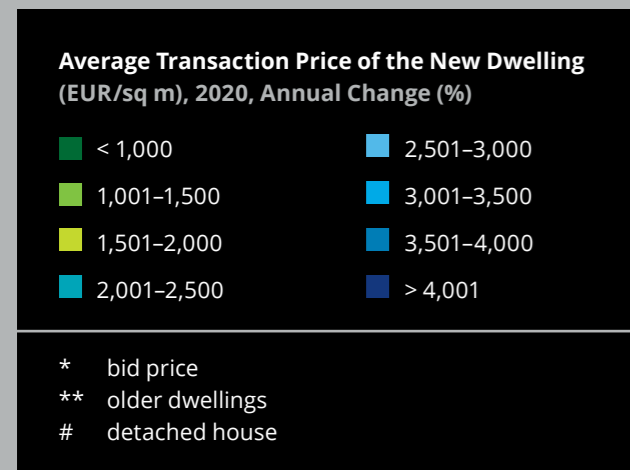 Average Transaction Price of the New Dwelling
(EUR/sq m), 2020, Annual Change (%)
< 1,000
1,001–1,500
1,501–2,000
2,001–2,500
2,501–3,000
3,001–3,500
3,501–4,000
> 4,001
* bid price
** older dwellings
# detached house